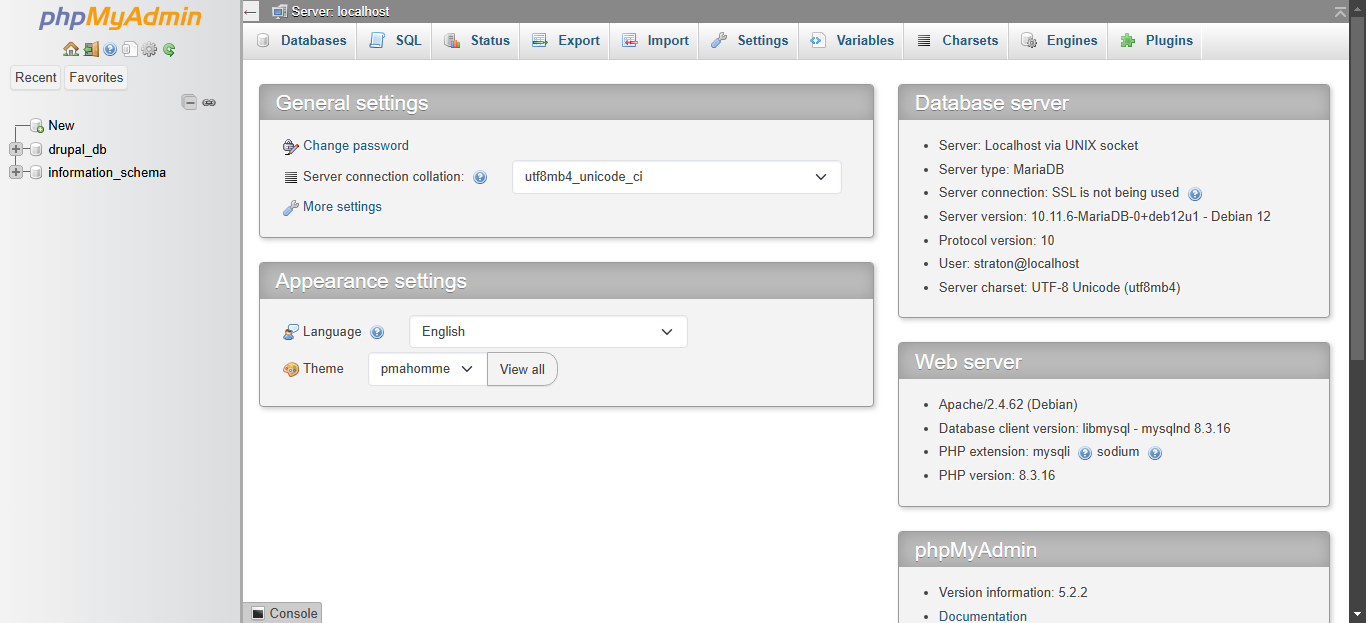 phpMyAdmin
Recent Favorites
New
drupal_db
information_schema
Server: localhost
Databases SQL Status Export Import Settings Variables Charsets Engines Plugins
General settings
Change password
Server connection collation: utf8mb4_unicode_ci
More settings
Appearance settings
Language English
Theme pmahomme View all
Database server
Server: Localhost via UNIX socket
Server type: MariaDB
Server connection: SSL is not being used
Server version: 10.11.6-MariaDB-0+deb12u1 - Debian 12
Protocol version: 10
User: straton@localhost
Server charset: UTF-8 Unicode (utf8mb4)
Web server
Apache/2.4.62 (Debian)
Database client version: libmysql - mysqlnd 8.3.16
PHP extension: mysqli sodium
PHP version: 8.3.16
phpMyAdmin
Version information: 5.2.2
Documentation
Console